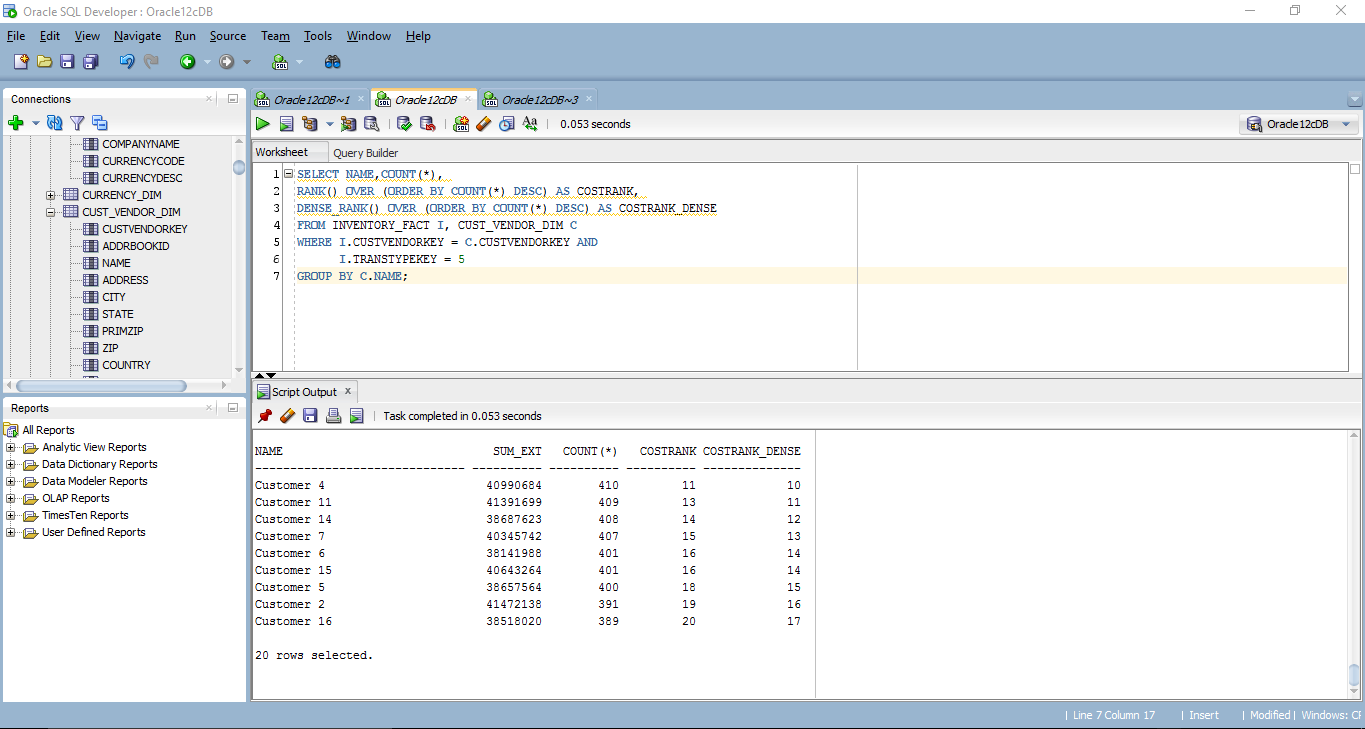 Oracle SQL Developer : Oracle12cDB
File Edit View Navigate Run Source Team Tools Window Help
Connections
COMPANYNAME
CURRENCYCODE
CURRENCYDESC
CURRENCY_DIM
CUST_VENDOR_DIM
CUSTVENDORKEY
ADDRBOOKID
NAME
ADDRESS
CITY
STATE
PRIMZIP
ZIP
COUNTRY
Reports
All Reports
Analytic View Reports
Data Dictionary Reports
Data Modeler Reports
OLAP Reports
TimesTen Reports
User Defined Reports
Oracle12cDB~1 Oracle12cDB Oracle12cDB~3
0.053 seconds Oracle12cDB
Worksheet Query Builder
1 SELECT NAME,COUNT(*),
2 RANK() OVER (ORDER BY COUNT(*) DESC) AS COSTRANK,
3 DENSE_RANK() OVER (ORDER BY COUNT(*) DESC) AS COSTRANK_DENSE
4 FROM INVENTORY_FACT I, CUST_VENDOR_DIM C
5 WHERE I.CUSTVENDORKEY = C.CUSTVENDORKEY AND
6 I.TRANSTYPEKEY = 5
7 GROUP BY C.NAME;
Script Output x
Task completed in 0.053 seconds
NAME SUM_EXT COUNT(*) COSTRANK COSTRANK_DENSE
------------------------------ ---------- ---------- ---------- --------------
Customer 4 40990684 410 11 10
Customer 11 41391699 409 13 11
Customer 14 38687623 408 14 12
Customer 7 40345742 407 15 13
Customer 6 38141988 401 16 14
Customer 15 40643264 401 16 14
Customer 5 38657564 400 18 15
Customer 2 41472138 391 19 16
Customer 16 38518020 389 20 17
20 rows selected.
| Line 7 Column 17 | Insert | Modified | Windows: CF